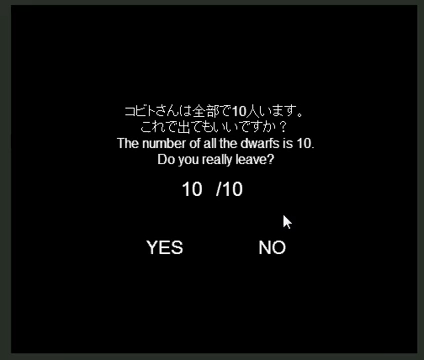 コビトさんは全部で10人います。
これで出てもいいですか？
The number of all the dwarfs is 10.
Do you really leave?
10 /10
YES NO